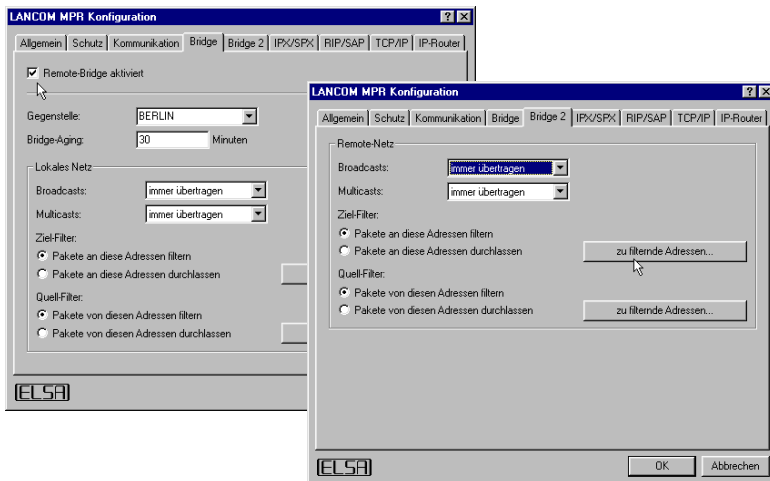 LANCOM MPR Konfiguration
Allgemein Schutz Kommunikation Bridge Bridge 2 IPX/SPX RIP/SAP TCP/IP IP-Router
Remote-Bridge aktiviert
Gegenstelle: BERLIN
Bridge-Aging: 30 Minuten
Lokales Netz
Broadcasts: immer übertragen
Multicasts: immer übertragen
Ziel-Filter:
Pakete an diese Adressen filtern
Pakete an diese Adressen durchlassen
Quell-Filter:
Pakete von diesen Adressen filtern
Pakete von diesen Adressen durchlassen
ELSA
LANCOM MPR Konfiguration
Allgemein Schutz Kommunikation Bridge Bridge 2 IPX/SPX RIP/SAP TCP/IP IP-Router
Remote-Netz
Broadcasts: immer übertragen
Multicasts: immer übertragen
Ziel-Filter:
Pakete an diese Adressen filtern
Pakete an diese Adressen durchlassen zu filternde Adressen...
Quell-Filter:
Pakete von diesen Adressen filtern
Pakete von diesen Adressen durchlassen zu filternde Adressen...
ELSA OK Abbrechen